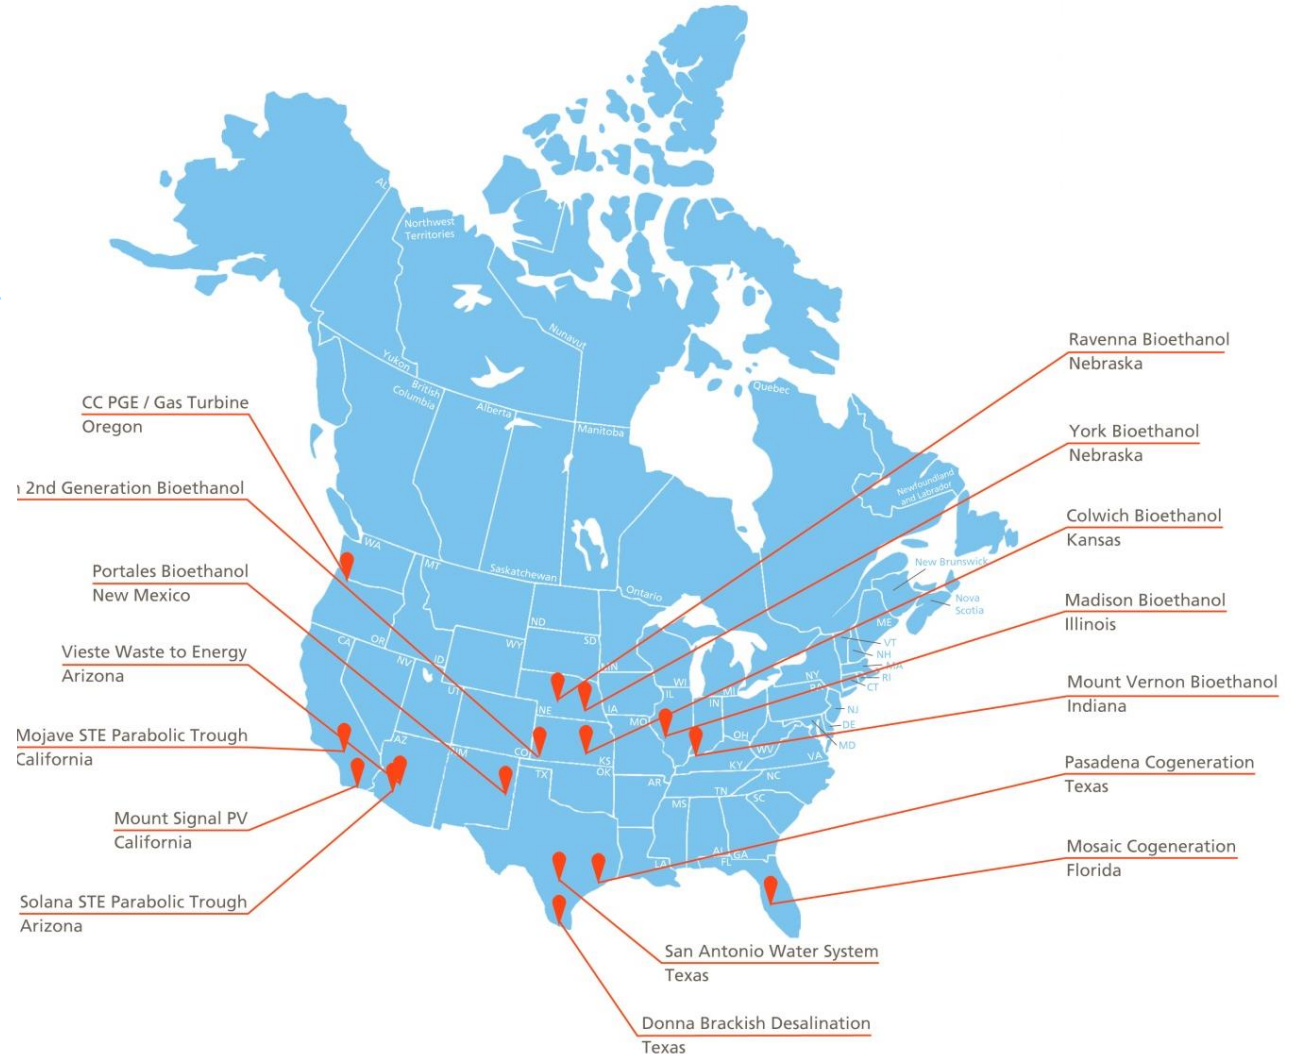 CC PGE / Gas Turbine
Oregon
2nd Generation Bioethanol
Portales Bioethanol
New Mexico
Vieste Waste to Energy
Arizona
Mojave STE Parabolic Trough
California
Mount Signal PV
California
Solana STE Parabolic Trough
Arizona
Ravenna Bioethanol
Nebraska
York Bioethanol
Nebraska
Colwich Bioethanol
Kansas
Madison Bioethanol
Illinois
Mount Vernon Bioethanol
Indiana
Pasadena Cogeneration
Texas
Mosaic Cogeneration
Florida
San Antonio Water System
Texas
Donna Brackish Desalination
Texas
AL
Northwest
Territories
Nunavut
Yukon
British
Columbia
Alberta
Manitoba
Saskatchewan
Ontario
Quebec
Newfoundland
and Labrador
New Brunswick
Nova
Scotia
WA
MT
ND
SD
MN
WI
MI
ME
VT
NH
MA
RI
CT
NY
PA
NJ
DE
MD
CA
OR
NV
ID
UT
WY
NE
IA
IL
IN
OH
WV
VA
KY
MO
KS
CO
AZ
NM
TX
OK
AR
TN
NC
SC
MS
AL
GA
FL
LA